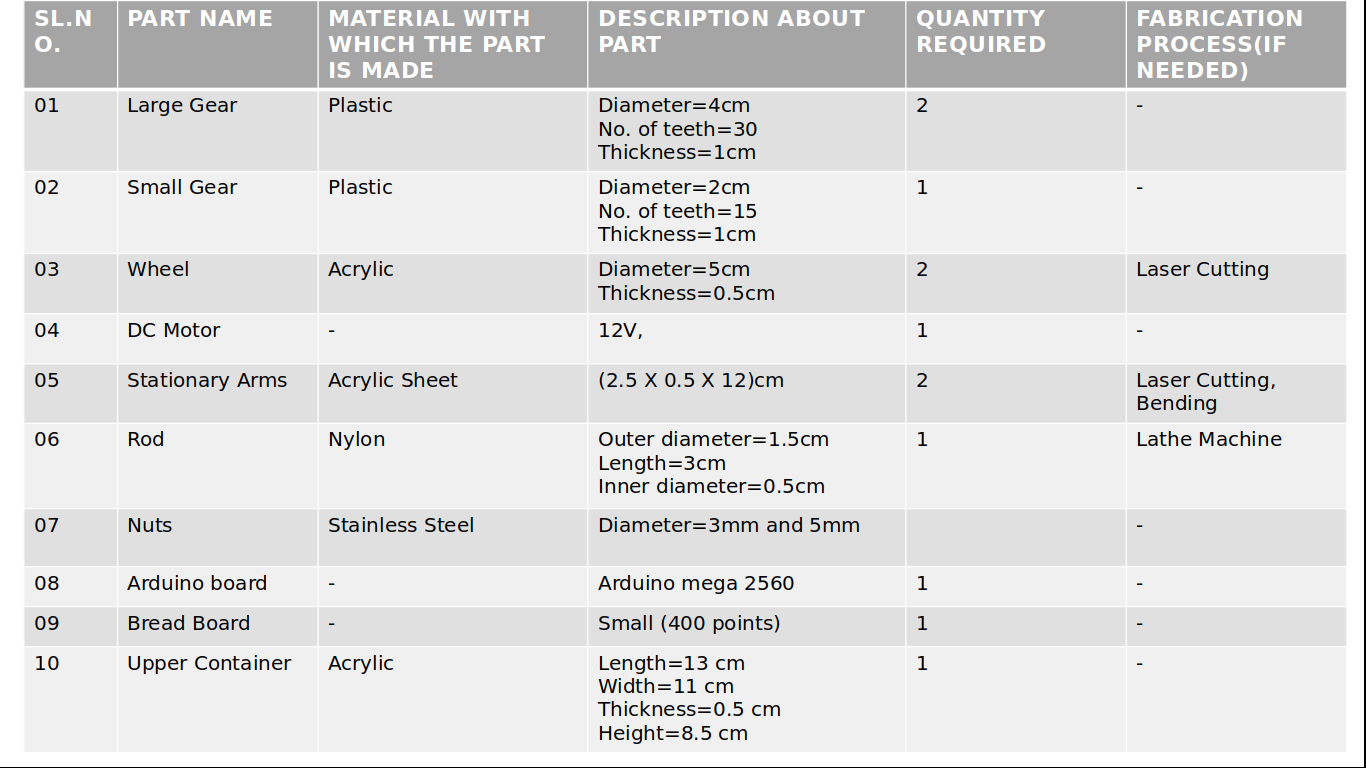 SL.N PART NAME MATERIAL WITH DESCRIPTION ABOUT QUANTITY FABRICATION
O. WHICH THE PART PART REQUIRED PROCESS(IF
IS MADE NEEDED)
01 Large Gear Plastic Diameter=4cm 2 -
No. of teeth=30
Thickness=1cm
02 Small Gear Plastic Diameter=2cm 1 -
No. of teeth=15
Thickness=1cm
03 Wheel Acrylic Diameter=5cm 2 Laser Cutting
Thickness=0.5cm
04 DC Motor - 12V, 1 -
05 Stationary Arms Acrylic Sheet (2.5 X 0.5 X 12)cm 2 Laser Cutting,
Bending
06 Rod Nylon Outer diameter=1.5cm 1 Lathe Machine
Length=3cm
Inner diameter=0.5cm
07 Nuts Stainless Steel Diameter=3mm and 5mm -
08 Arduino board - Arduino mega 2560 1 -
09 Bread Board - Small (400 points) 1 -
10 Upper Container Acrylic Length=13 cm 1 -
Width=11 cm
Thickness=0.5 cm
Height=8.5 cm